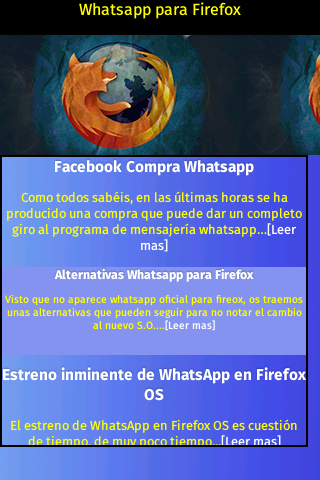 Whatsapp para Firefox
Facebook Compra Whatsapp
Como todos sabéis, en las últimas horas se ha
producido una compra que puede dar un completo
giro al programa de mensajería whatsapp...[Leer
mas]
Alternativas Whatsapp para Firefox
Visto que no aparece whatsapp oficial para fireox, os traemos
unas alternativas que pueden seguir para no notar el cambio
al nuevo S.O....[Leer mas]
Estreno inminente de WhatsApp en Firefox
OS
El estreno de WhatsApp en Firefox OS es cuestión
de tiempo, de muy poco tiempo...[Leer mas]